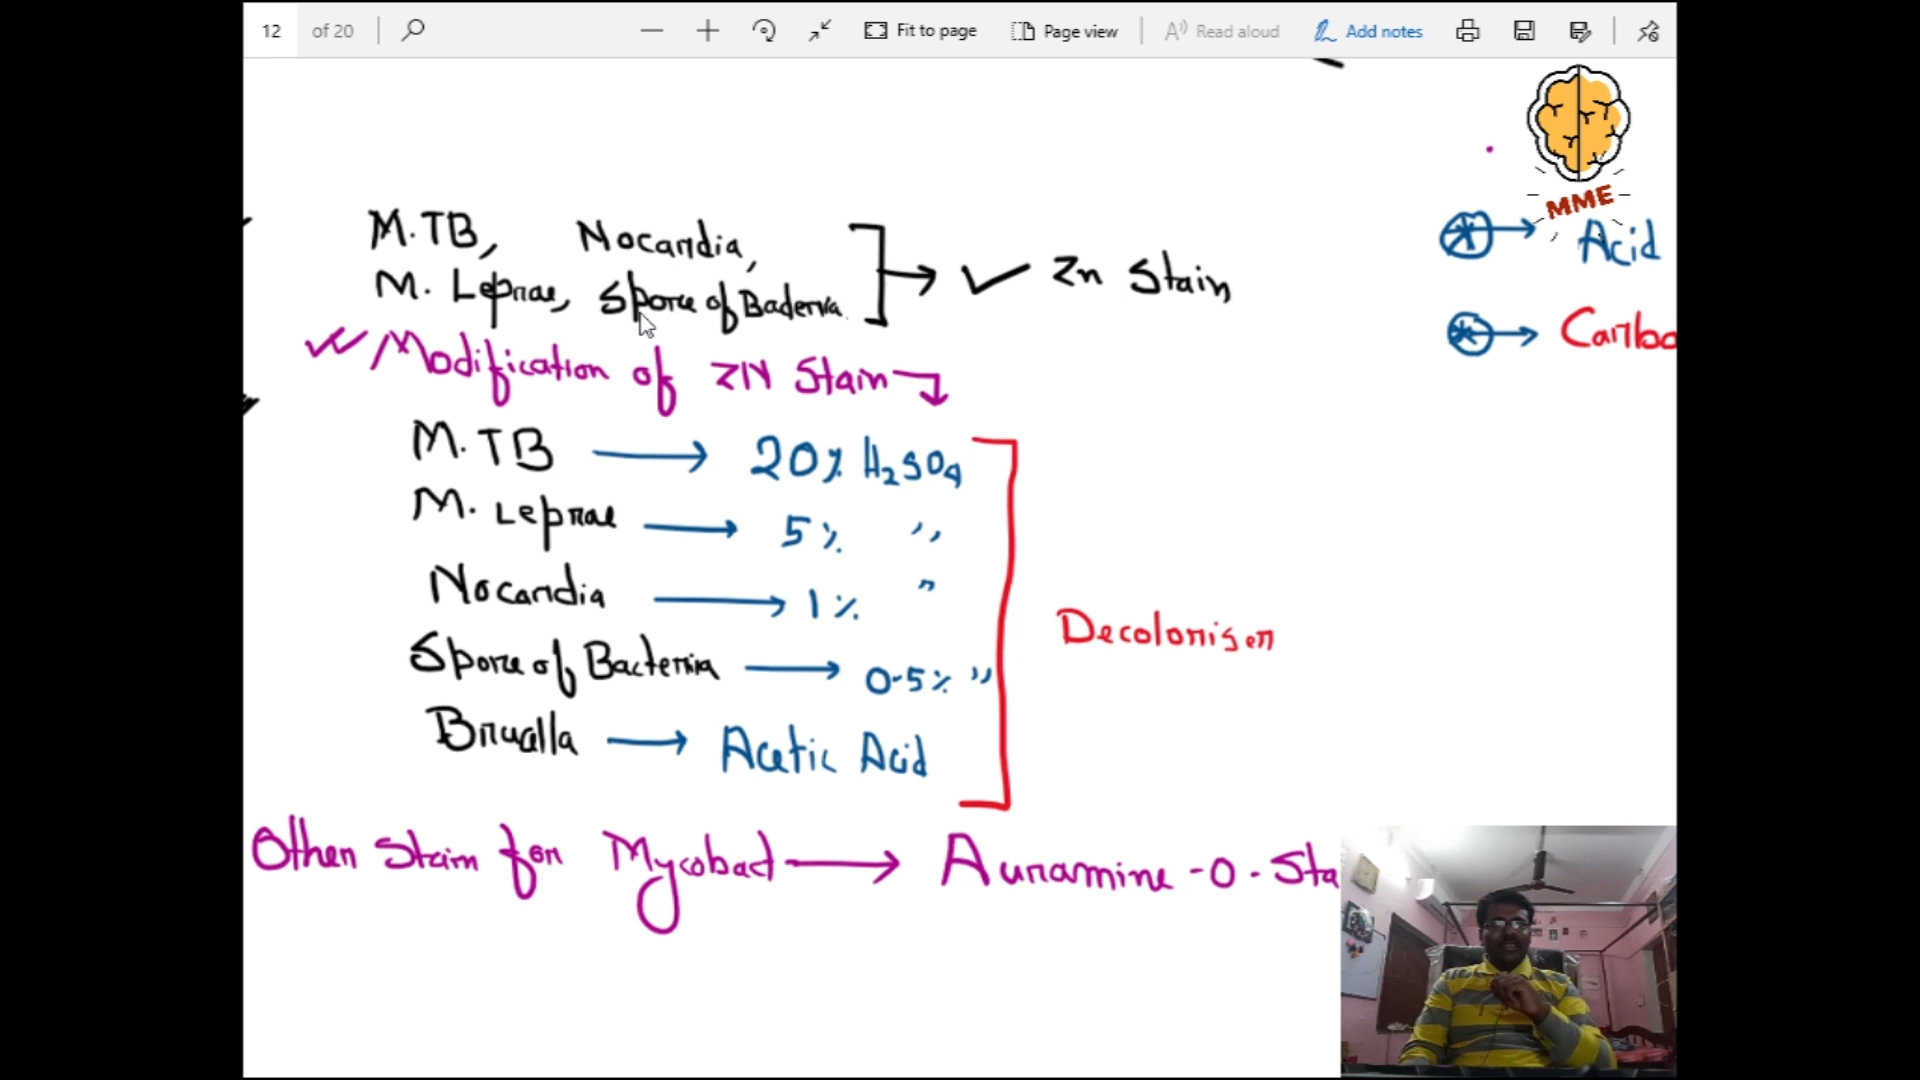 12 of 20 Fit to page Page view Read aloud Add notes
MME
M.TB, Nocardia,
M. Leprae, Spore of Bacteria
→ ✓ Zn Stain
Modification of ZN Stain
M.TB → 20% H₂SO₄
M. Leprae → 5% "
Nocardia → 1% "
Spore of Bacteria → 0.5% "
Brucella → Acetic Acid
Decoloriser
Other Stain for Mycobact → Auramine -O- Sta
→ Acid
→ Carbo